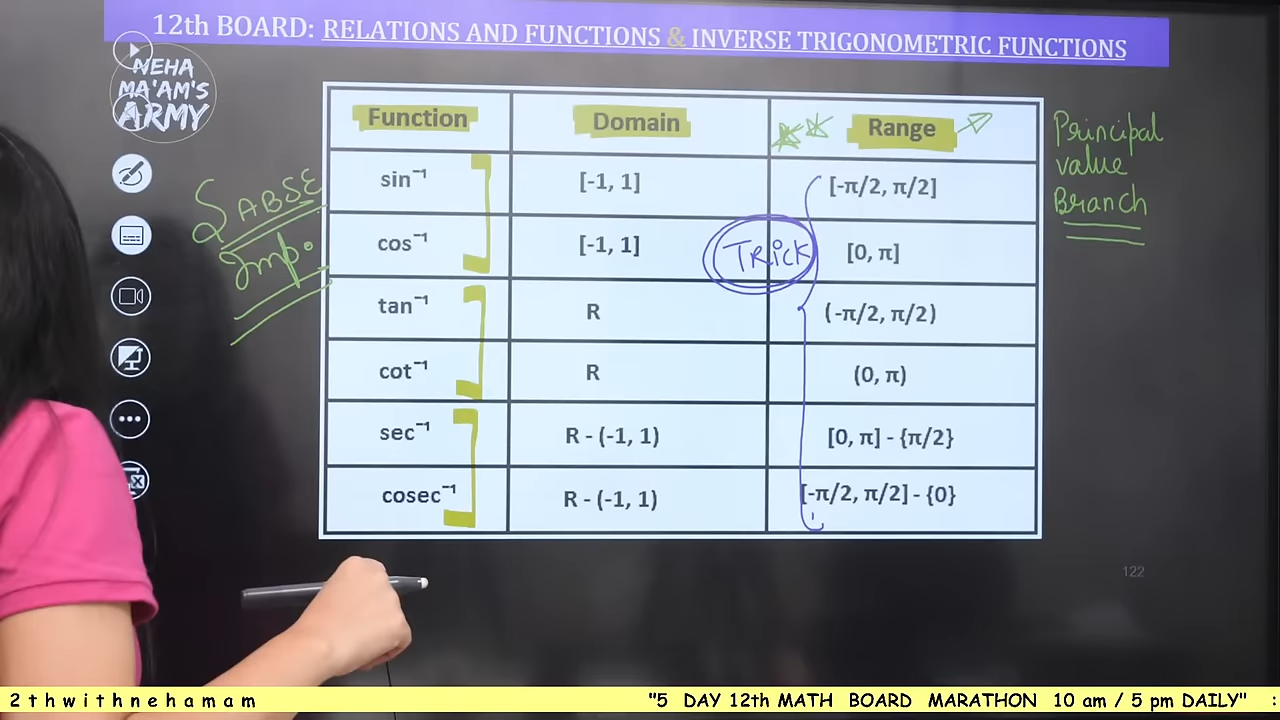 12th BOARD: RELATIONS AND FUNCTIONS & INVERSE TRIGONOMETRIC FUNCTIONS
NEHA
MA'AM'S
ARMY
Function Domain Range
sin⁻¹ [-1, 1] [-π/2, π/2]
cos⁻¹ [-1, 1] [0, π]
tan⁻¹ R (-π/2, π/2)
cot⁻¹ R (0, π)
sec⁻¹ R - (-1, 1) [0, π] - {π/2}
cosec⁻¹ R - (-1, 1) [-π/2, π/2] - {0}
TRICK
SABSE
Imp.
Principal
value
Branch
122
2thwithnehamam "5 DAY 12th MATH BOARD MARATHON 10 am / 5 pm DAILY" :